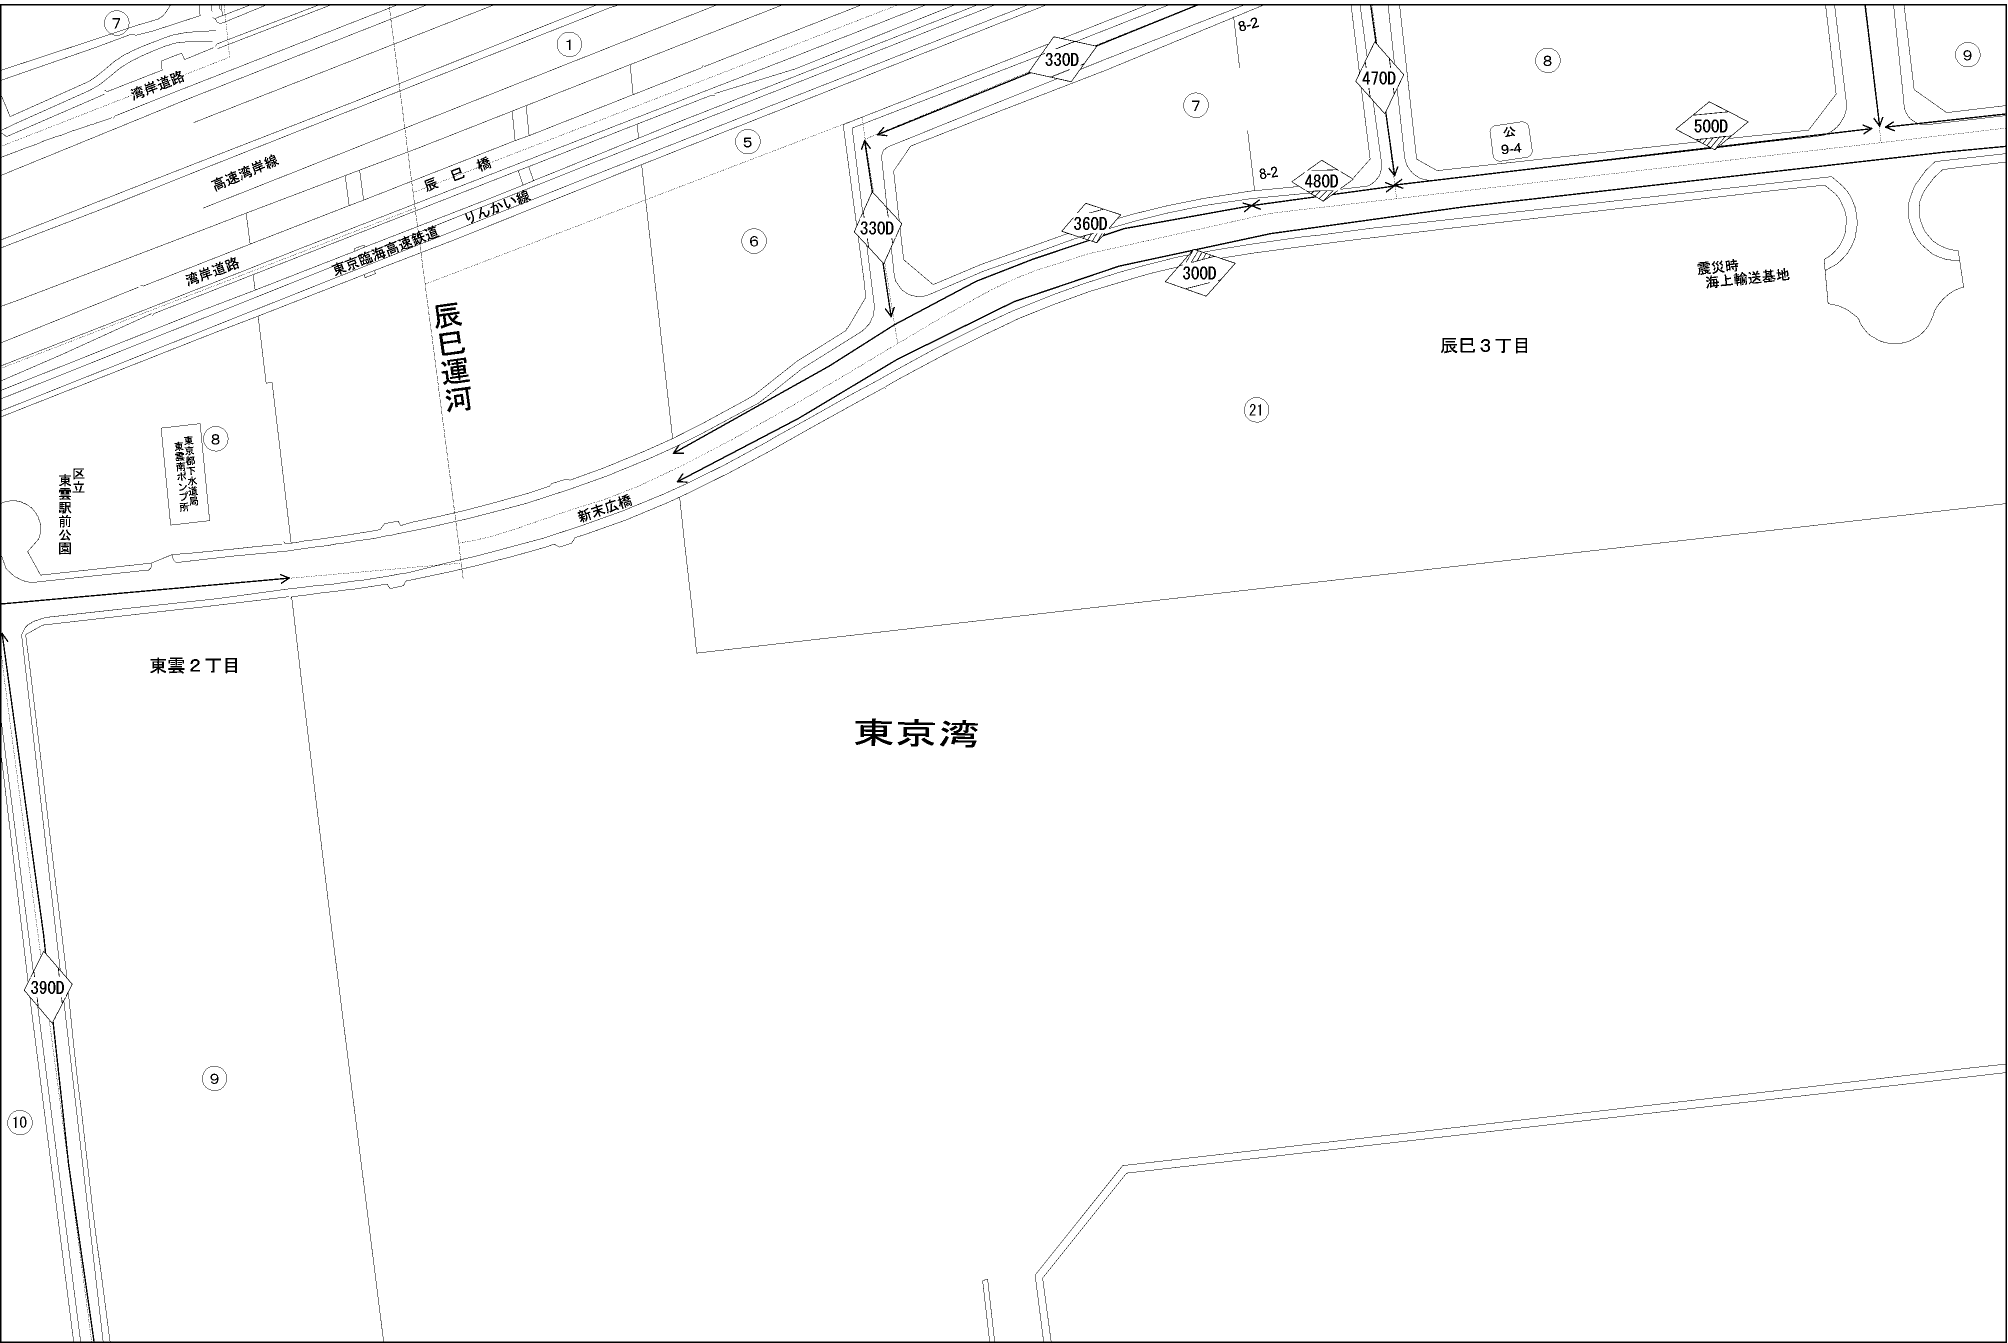 7
1
湾岸道路
330D
8-2
470D
8
9
7
高速湾岸線
5
公
9-4
500D
辰巳橋
8-2
480D
りんかい線
東京臨海高速鉄道
湾岸道路
6
330D
360D
300D
震災時
海上輸送基地
辰巳運河
辰巳3丁目
21
8
東京都下水道局
東雲南ポンプ所
区立
東雲駅前公園
新末広橋
東雲2丁目
東京湾
390D
9
10